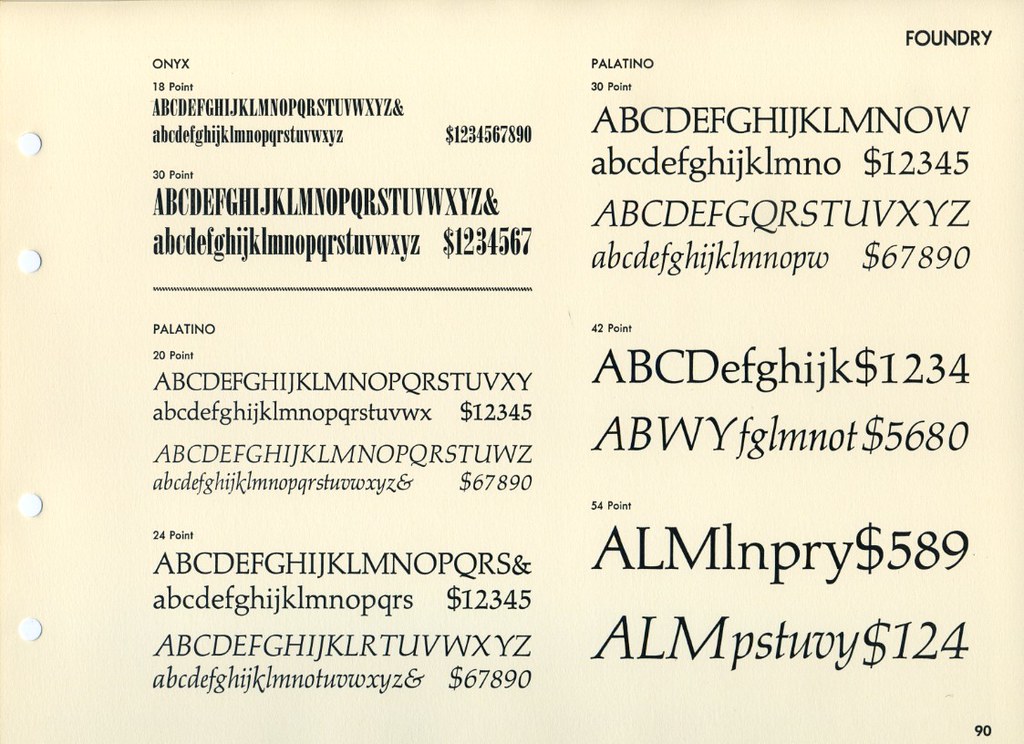 FOUNDRY
ONYX
18 Point
ABCDEFGHIJKLMNOPQRSTUVWXYZ&
abcdefghijklmnopqrstuvwxyz $1234567890
30 Point
ABCDEFGHIJKLMNOPQRSTUVWXYZ&
abcdefghijklmnopqrstuvwxyz $1234567
PALATINO
20 Point
ABCDEFGHIJKLMNOPQRSTUVXY
abcdefghijklmnopqrstuvwx $12345
ABCDEFGHIJKLMNOPQRSTUWZ
abcdefghijklmnopqrstuvwxyz& $67890
24 Point
ABCDEFGHIJKLMNOPQRS&
abcdefghijklmnopqrs $12345
ABCDEFGHIJKLRTUVWXYZ
abcdefghijklmnotuvwxyz& $67890
PALATINO
30 Point
ABCDEFGHIJKLMNOW
abcdefghijklmno $12345
ABCDEFGQRSTUVXYZ
abcdefghijklmnopw $67890
42 Point
ABCDefghijk$1234
ABWYfglmnot$5680
54 Point
ALMlnpry$589
ALMpstuvy$124
90